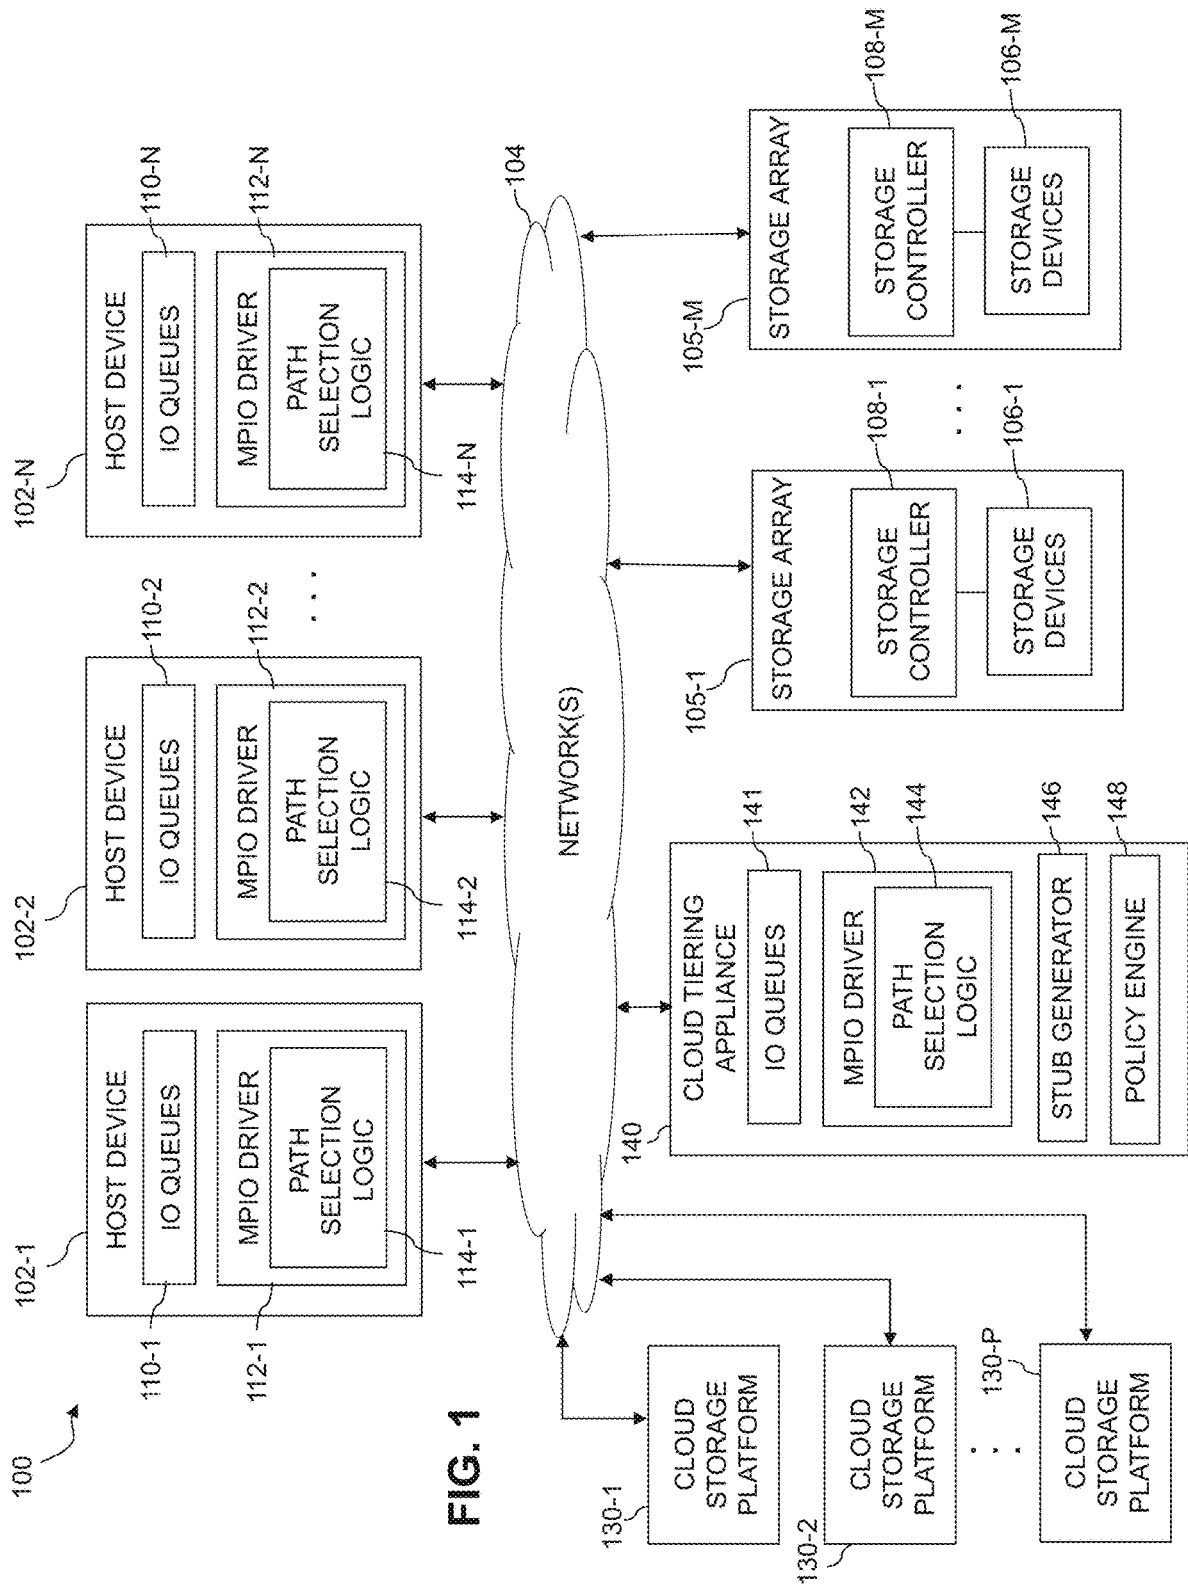 100
FIG. 1
102-1
HOST DEVICE
110-1
IO QUEUES
112-1
MPIO DRIVER
PATH
SELECTION
LOGIC
114-1
102-2
HOST DEVICE
110-2
IO QUEUES
112-2
MPIO DRIVER
PATH
SELECTION
LOGIC
114-2
. . .
102-N
HOST DEVICE
110-N
IO QUEUES
112-N
MPIO DRIVER
PATH
SELECTION
LOGIC
114-N
104
NETWORK(S)
130-1
CLOUD
STORAGE
PLATFORM
130-2
CLOUD
STORAGE
PLATFORM
. . .
130-P
CLOUD
STORAGE
PLATFORM
140
CLOUD TIERING
APPLIANCE
141
IO QUEUES
142
MPIO DRIVER
144
PATH
SELECTION
LOGIC
146
STUB GENERATOR
148
POLICY ENGINE
105-1
STORAGE ARRAY
108-1
STORAGE
CONTROLLER
106-1
STORAGE
DEVICES
. . .
105-M
STORAGE ARRAY
108-M
STORAGE
CONTROLLER
106-M
STORAGE
DEVICES